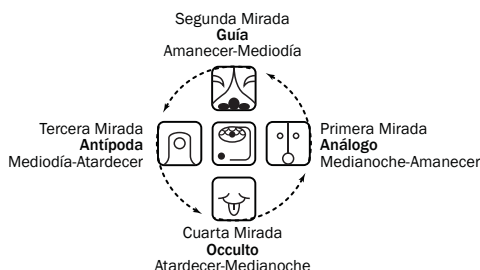 Segunda Mirada
Guía
Amanecer-Mediodía
Tercera Mirada
Antípoda
Mediodía-Atardecer
Primera Mirada
Análogo
Medianoche-Amanecer
Cuarta Mirada
Occulto
Atardecer-Medianoche